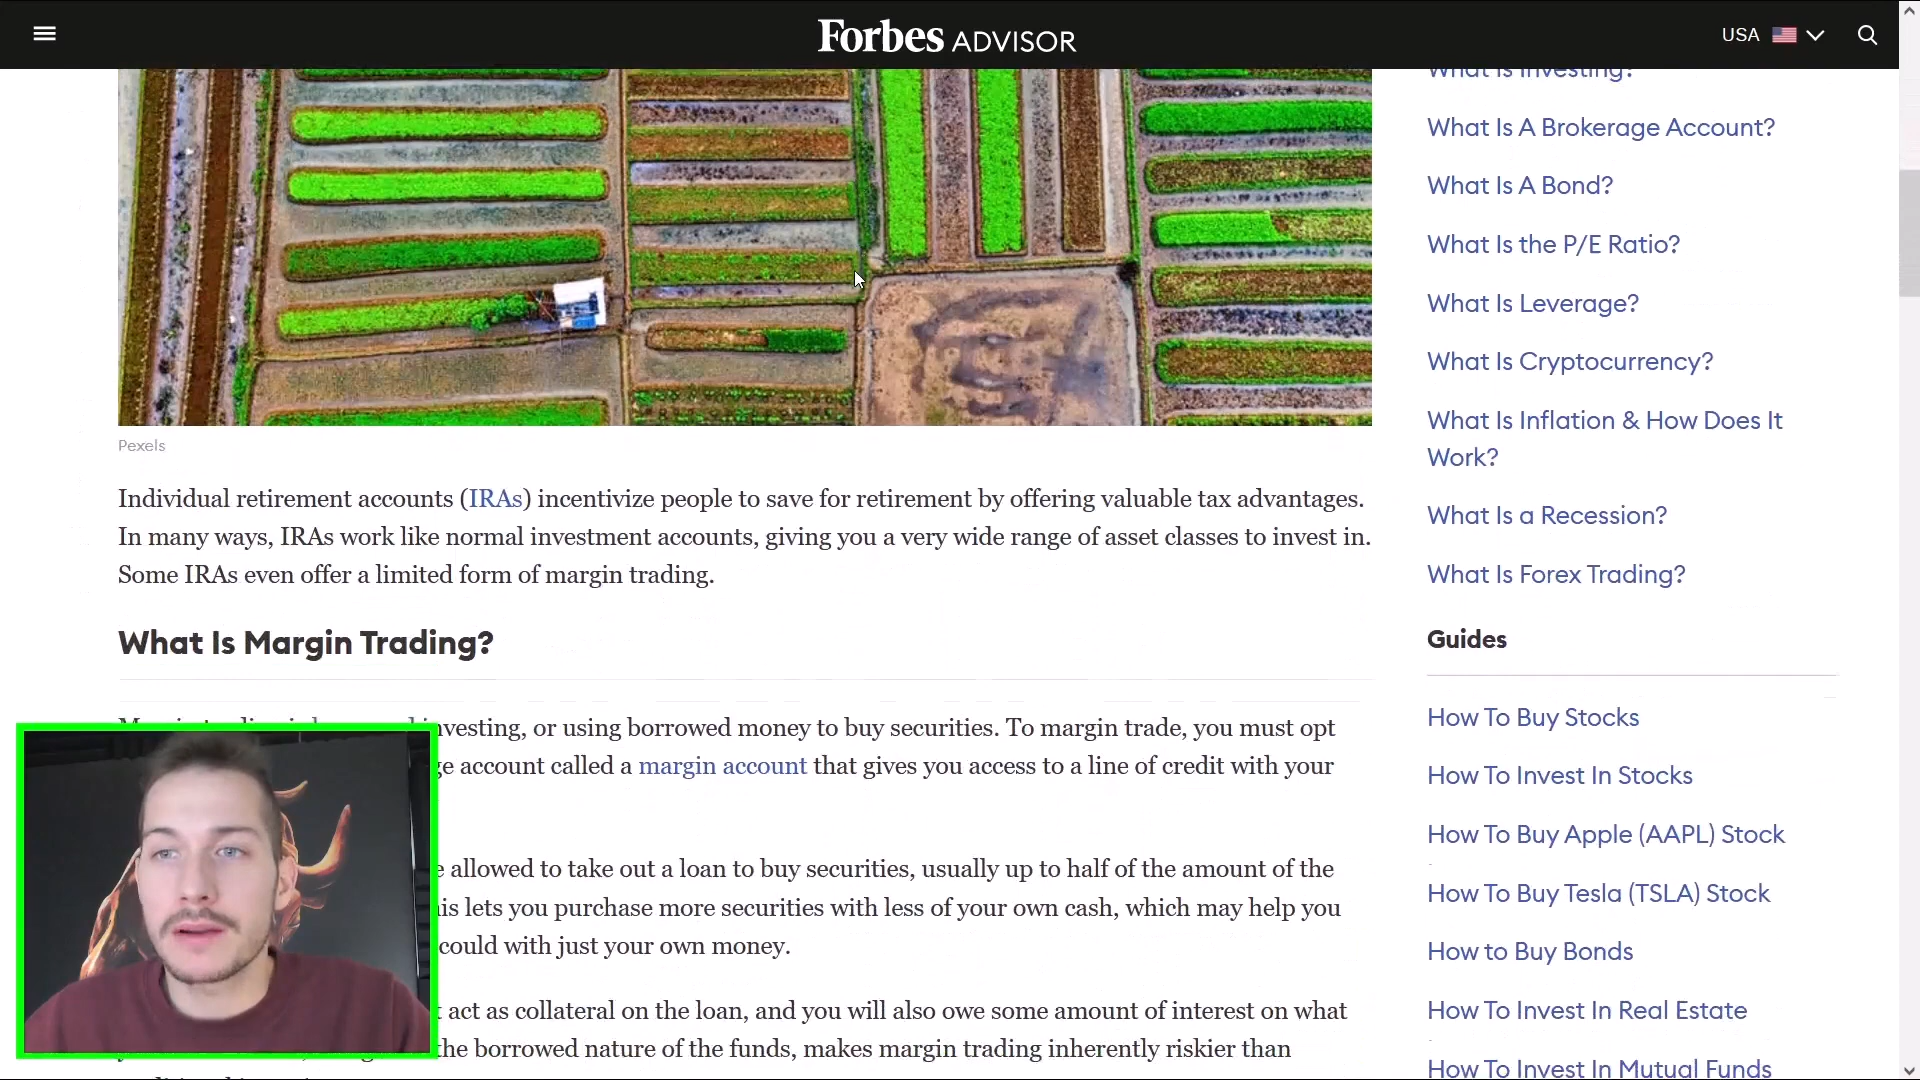 Forbes ADVISOR
USA
Pexels
Individual retirement accounts (IRAs) incentivize people to save for retirement by offering valuable tax advantages.
In many ways, IRAs work like normal investment accounts, giving you a very wide range of asset classes to invest in.
Some IRAs even offer a limited form of margin trading.
What Is Margin Trading?
investing, or using borrowed money to buy securities. To margin trade, you must opt
account called a margin account that gives you access to a line of credit with your
allowed to take out a loan to buy securities, usually up to half of the amount of the
lets you purchase more securities with less of your own cash, which may help you
could with just your own money.
act as collateral on the loan, and you will also owe some amount of interest on what
the borrowed nature of the funds, makes margin trading inherently riskier than
What Is Investing?
What Is A Brokerage Account?
What Is A Bond?
What Is the P/E Ratio?
What Is Leverage?
What Is Cryptocurrency?
What Is Inflation & How Does It
Work?
What Is a Recession?
What Is Forex Trading?
Guides
How To Buy Stocks
How To Invest In Stocks
How To Buy Apple (AAPL) Stock
How To Buy Tesla (TSLA) Stock
How to Buy Bonds
How To Invest In Real Estate
How To Invest In Mutual Funds